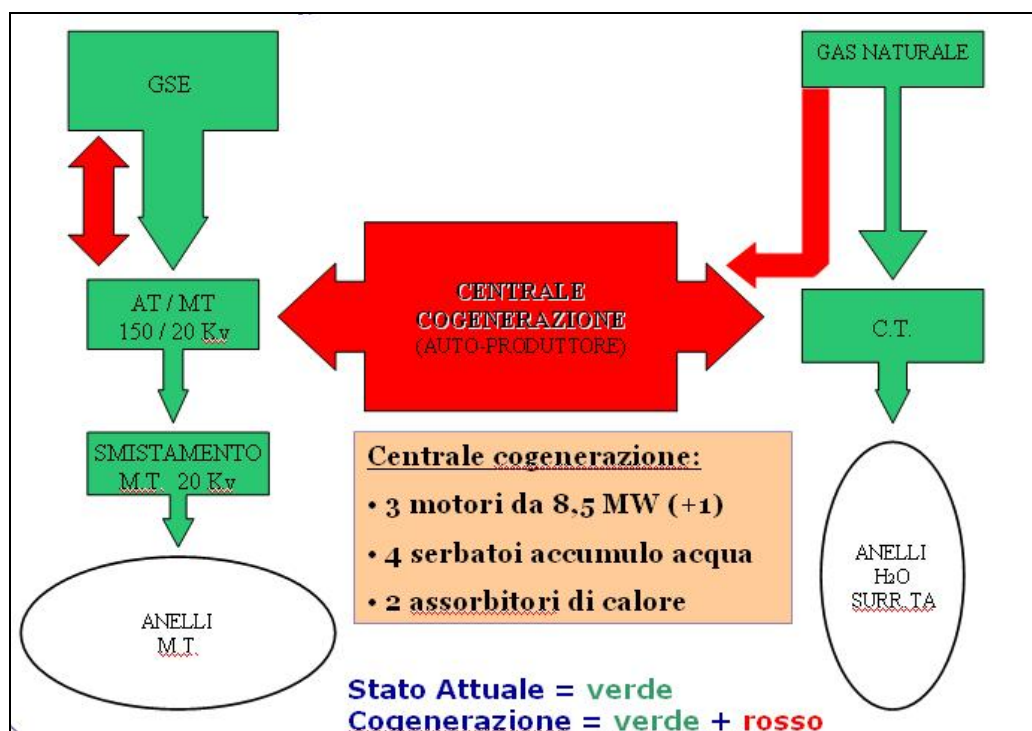 GSE
GAS NATURALE
AT / MT
150 / 20 Kv
CENTRALE
COGENERAZIONE
(AUTO-PRODUTTORE)
C.T.
SMISTAMENTO
M.T. 20 Kv
Centrale cogenerazione:
• 3 motori da 8,5 MW (+1)
• 4 serbatoi accumulo acqua
• 2 assorbitori di calore
ANELLI
M.T.
ANELLI
H2O
SURR.TA
Stato Attuale = verde
Cogenerazione = verde + rosso